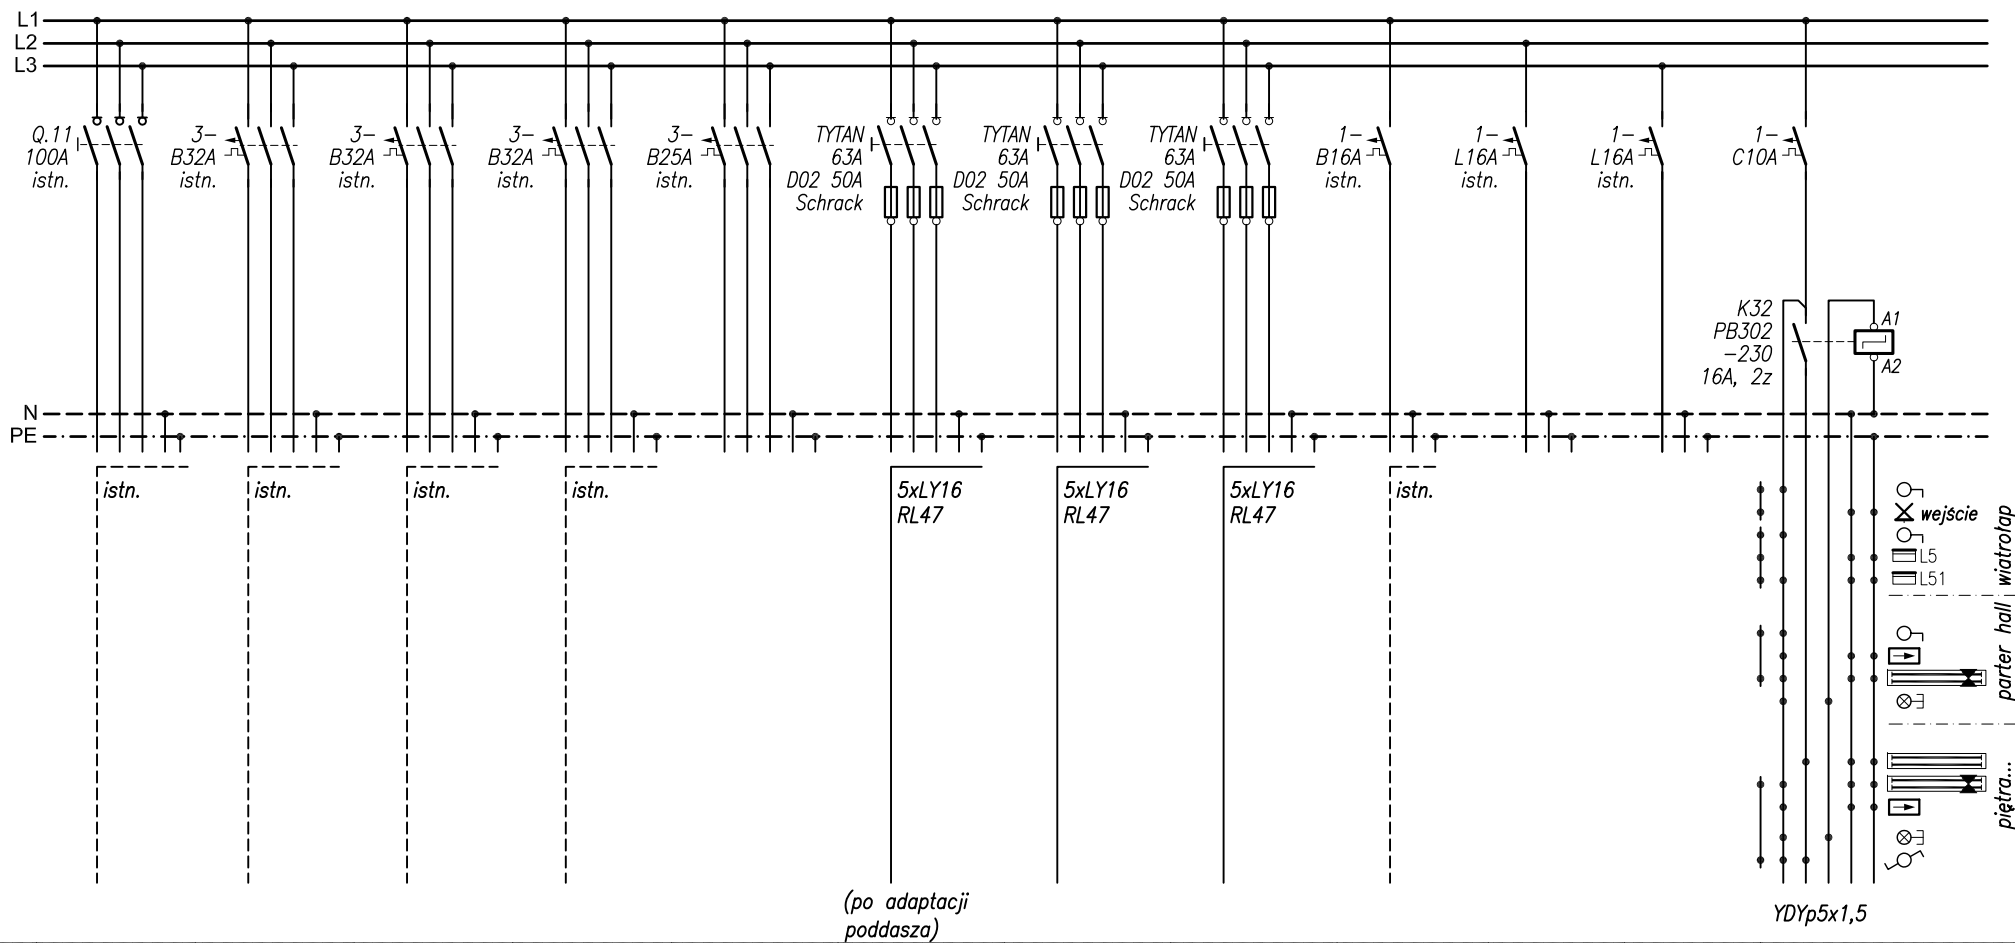 L1
L2
L3
Q.11
100A
istn.
3-
B32A
istn.
3-
B32A
istn.
3-
B32A
istn.
3-
B25A
istn.
TYTAN
63A
D02 50A
Schrack
TYTAN
63A
D02 50A
Schrack
TYTAN
63A
D02 50A
Schrack
1-
B16A
istn.
1-
L16A
istn.
1-
L16A
istn.
1-
C10A
K32
PB302
-230
16A, 2z
A1
A2
N
PE
istn.
istn.
istn.
istn.
5xLY16
RL47
5xLY16
RL47
5xLY16
RL47
istn.
wejście
L5
L51
wiatrołap
parter hall
piętra...
(po adaptacji
poddasza)
YDYp5x1,5